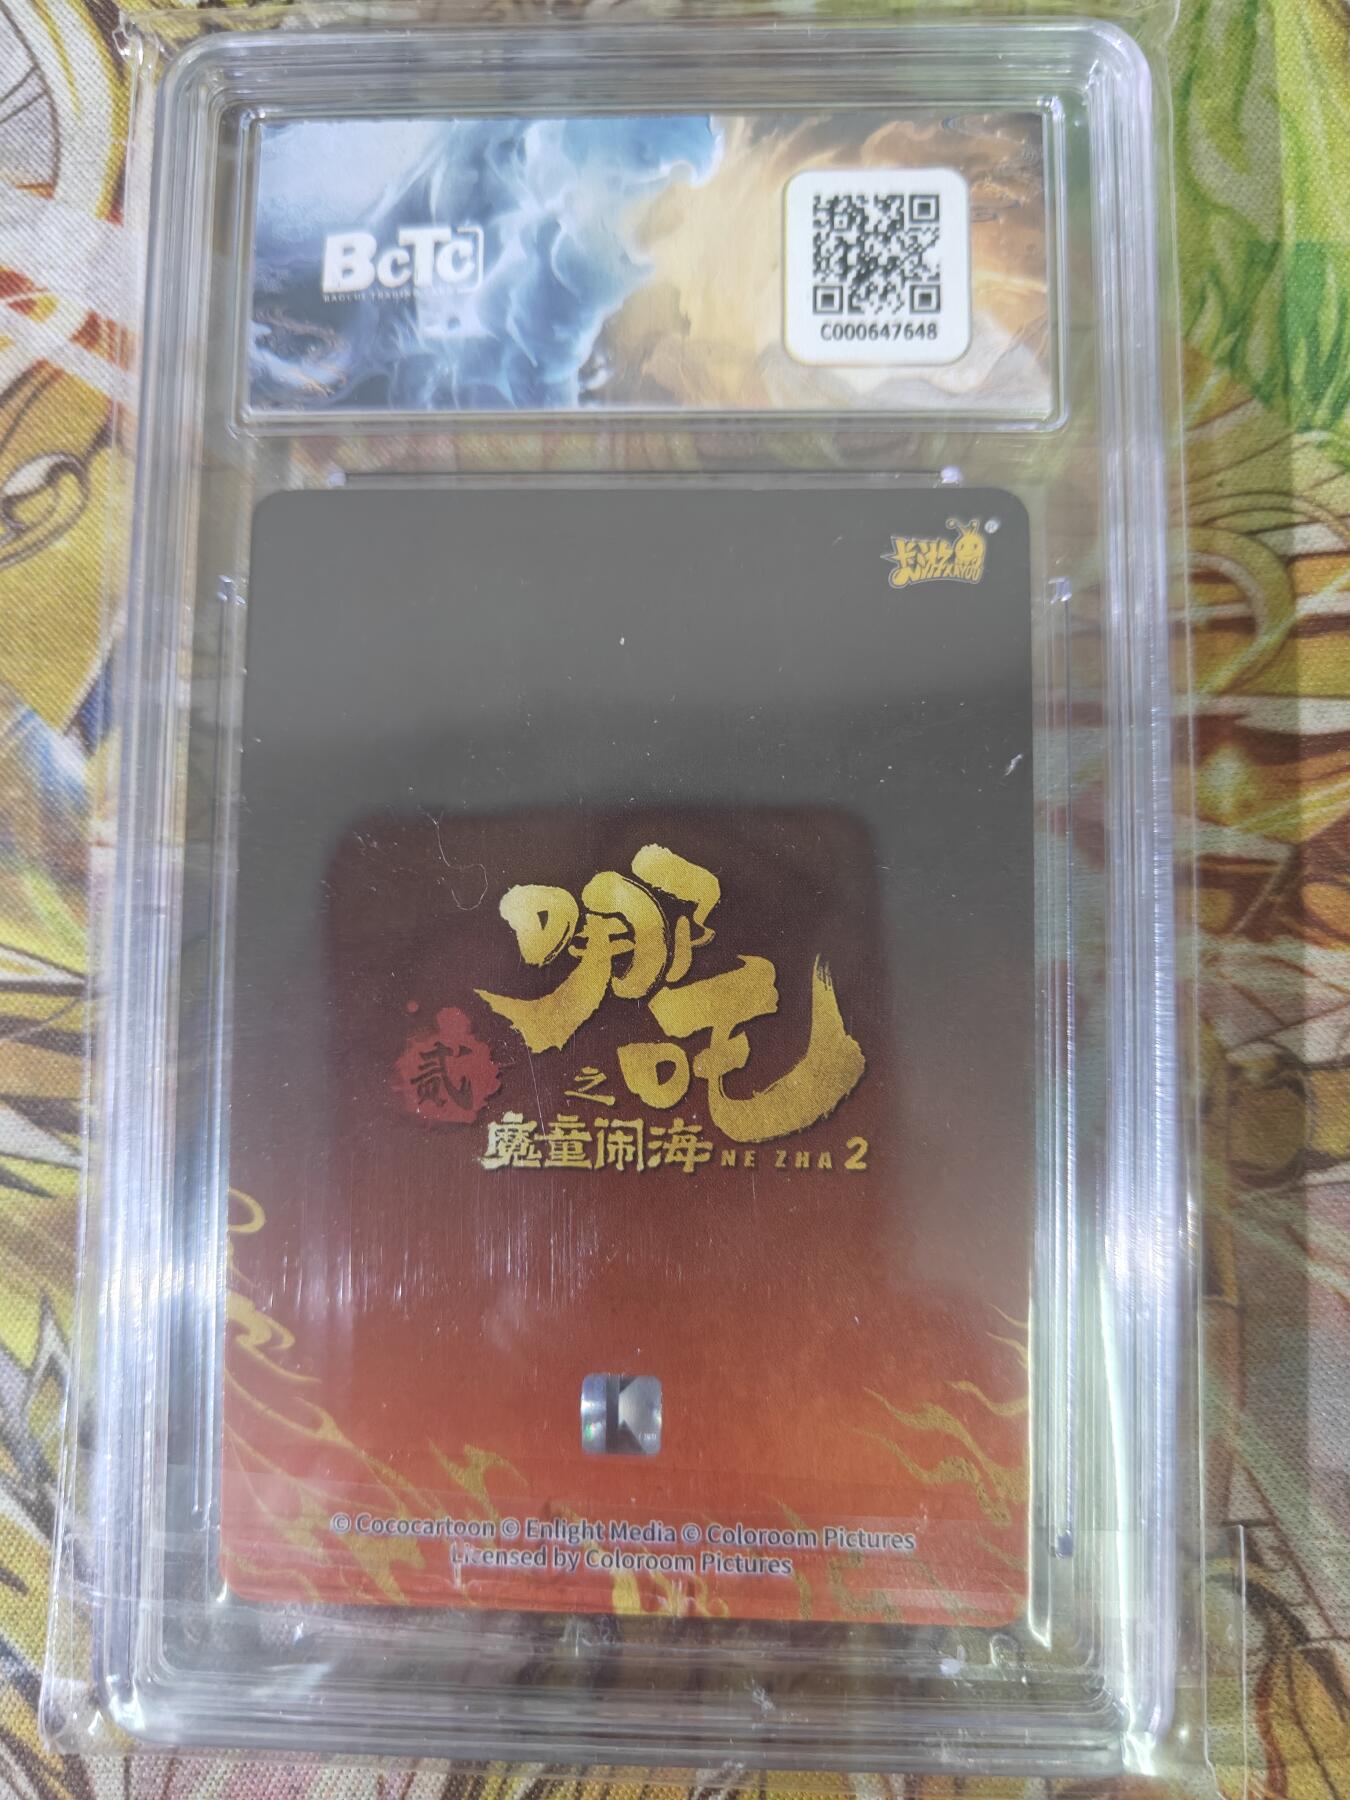 BCTC
C000647648
卡游 KAYOU
®
哪吒
贰
之
魔童闹海 NE ZHA 2
K
© Cococartoon © Enlight Media © Coloroom Pictures
Licensed by Coloroom Pictures